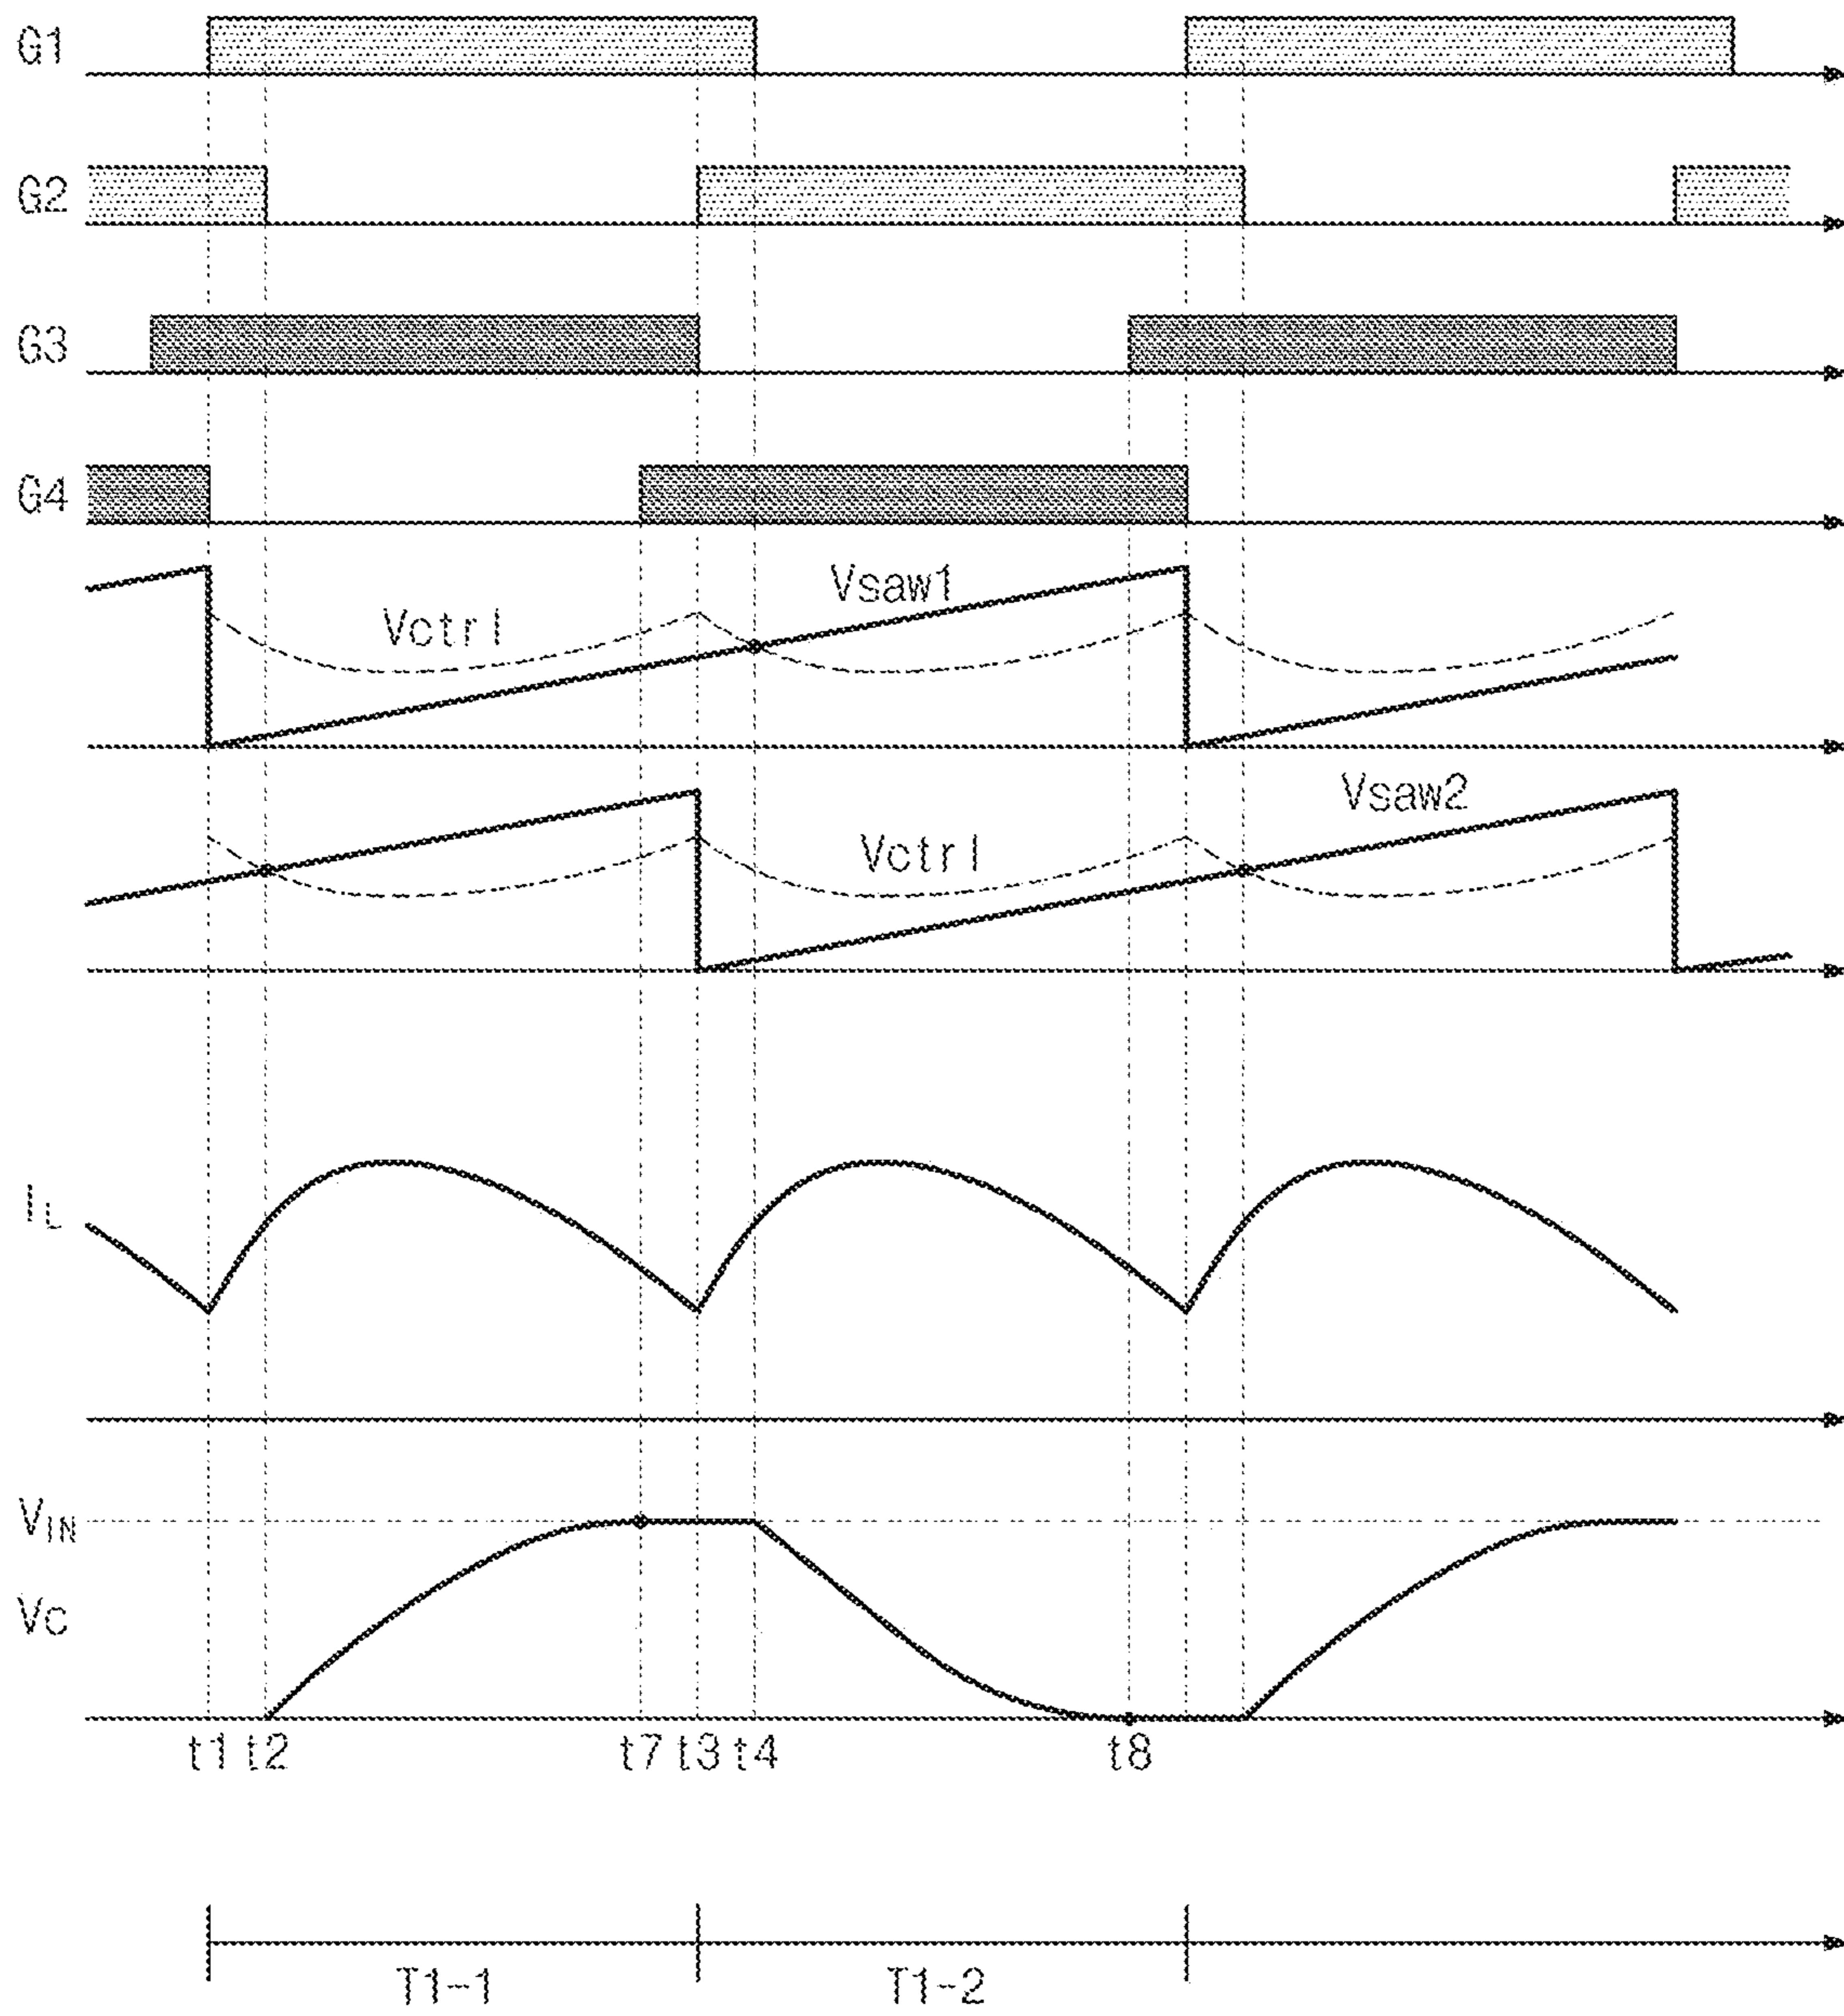 G1
G2
G3
G4
Vsaw1
Vctrl
Vsaw2
Vctrl
IL
VIN
Vc
t1 t2 t7 t3 t4 t8
T1-1 T1-2